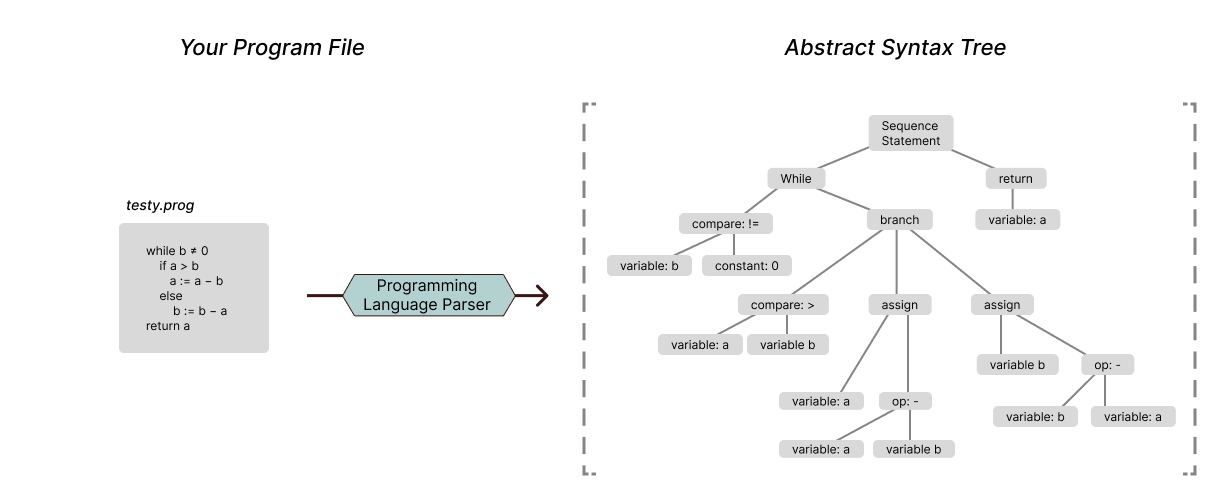 Your Program File
Abstract Syntax Tree
testy.prog
while b ≠ 0
if a > b
a := a − b
else
b := b − a
return a
Programming
Language Parser
Sequence
Statement
While
return
compare: !=
branch
variable: a
variable: b
constant: 0
compare: >
assign
assign
variable: a
variable b
variable b
op: -
variable: a
op: -
variable: b
variable: a
variable: a
variable b